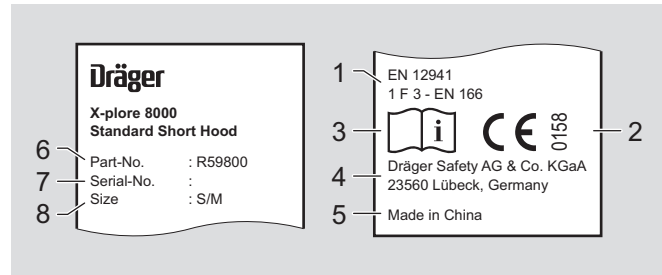 Dräger
X-plore 8000
Standard Short Hood
6 Part-No. : R59800
7 Serial-No. :
8 Size : S/M
1 EN 12941
1 F 3 - EN 166
3 i CE 0158 2
4 Dräger Safety AG & Co. KGaA
23560 Lübeck, Germany
5 Made in China